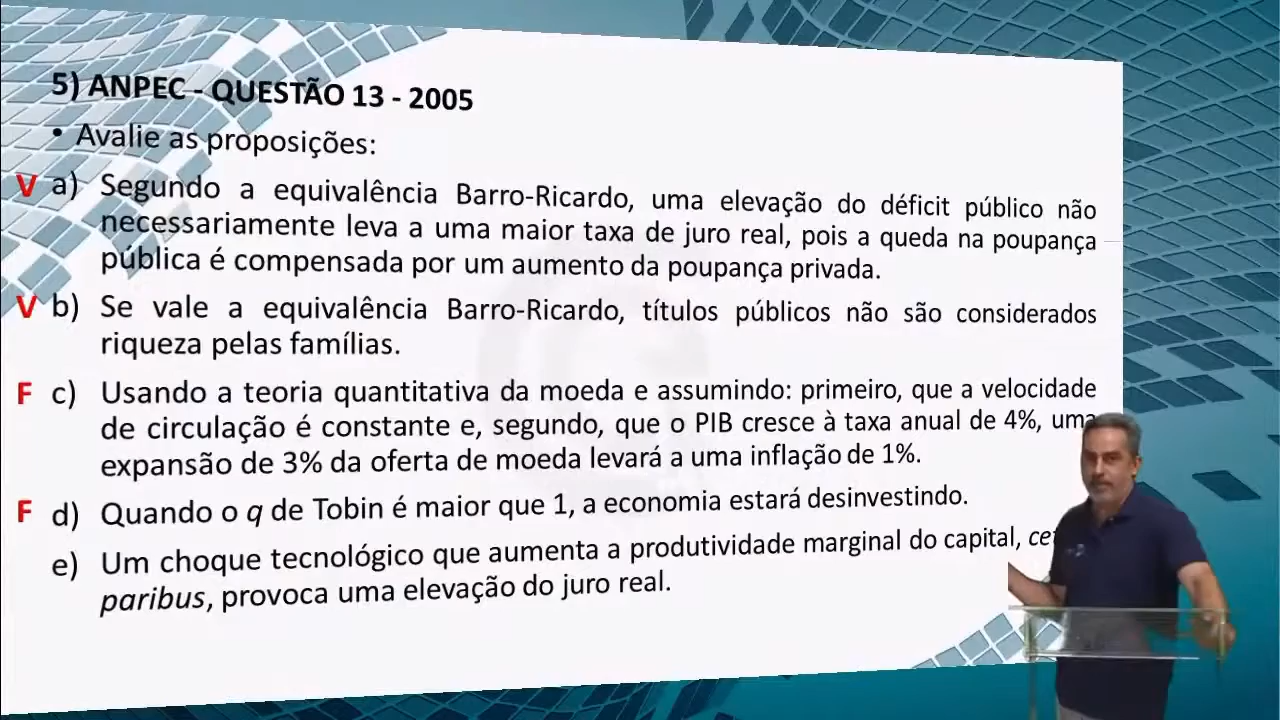 5) ANPEC - QUESTÃO 13 - 2005
• Avalie as proposições:
V a) Segundo a equivalência Barro-Ricardo, uma elevação do déficit público não
necessariamente leva a uma maior taxa de juro real, pois a queda na poupança
pública é compensada por um aumento da poupança privada.
V b) Se vale a equivalência Barro-Ricardo, títulos públicos não são considerados
riqueza pelas famílias.
F c) Usando a teoria quantitativa da moeda e assumindo: primeiro, que a velocidade
de circulação é constante e, segundo, que o PIB cresce à taxa anual de 4%, uma
expansão de 3% da oferta de moeda levará a uma inflação de 1%.
F d) Quando o q de Tobin é maior que 1, a economia estará desinvestindo.
e) Um choque tecnológico que aumenta a produtividade marginal do capital,
paribus, provoca uma elevação do juro real.